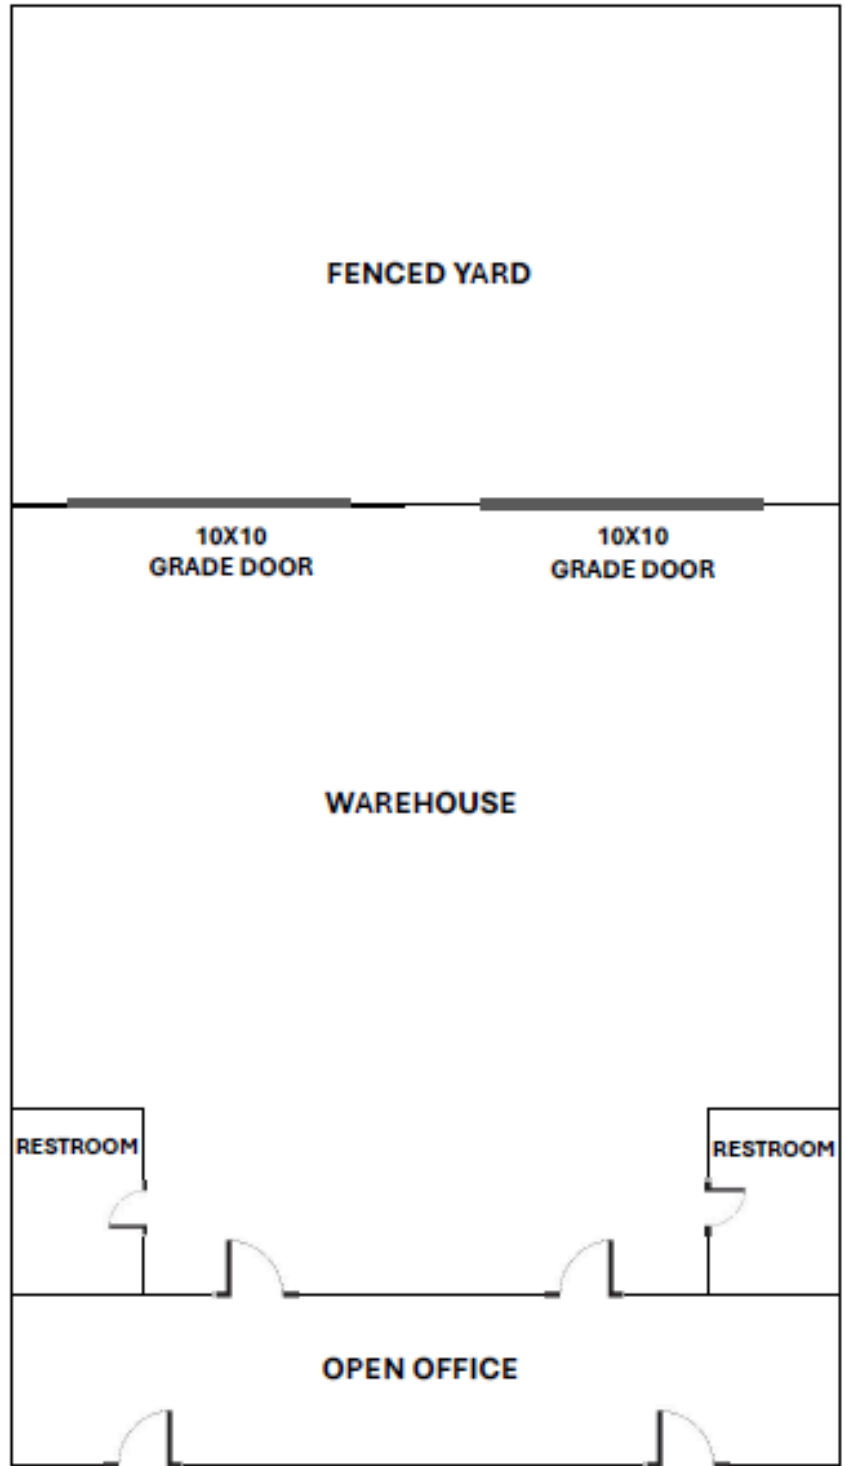 FENCED YARD
10X10
GRADE DOOR
10X10
GRADE DOOR
WAREHOUSE
RESTROOM
RESTROOM
OPEN OFFICE